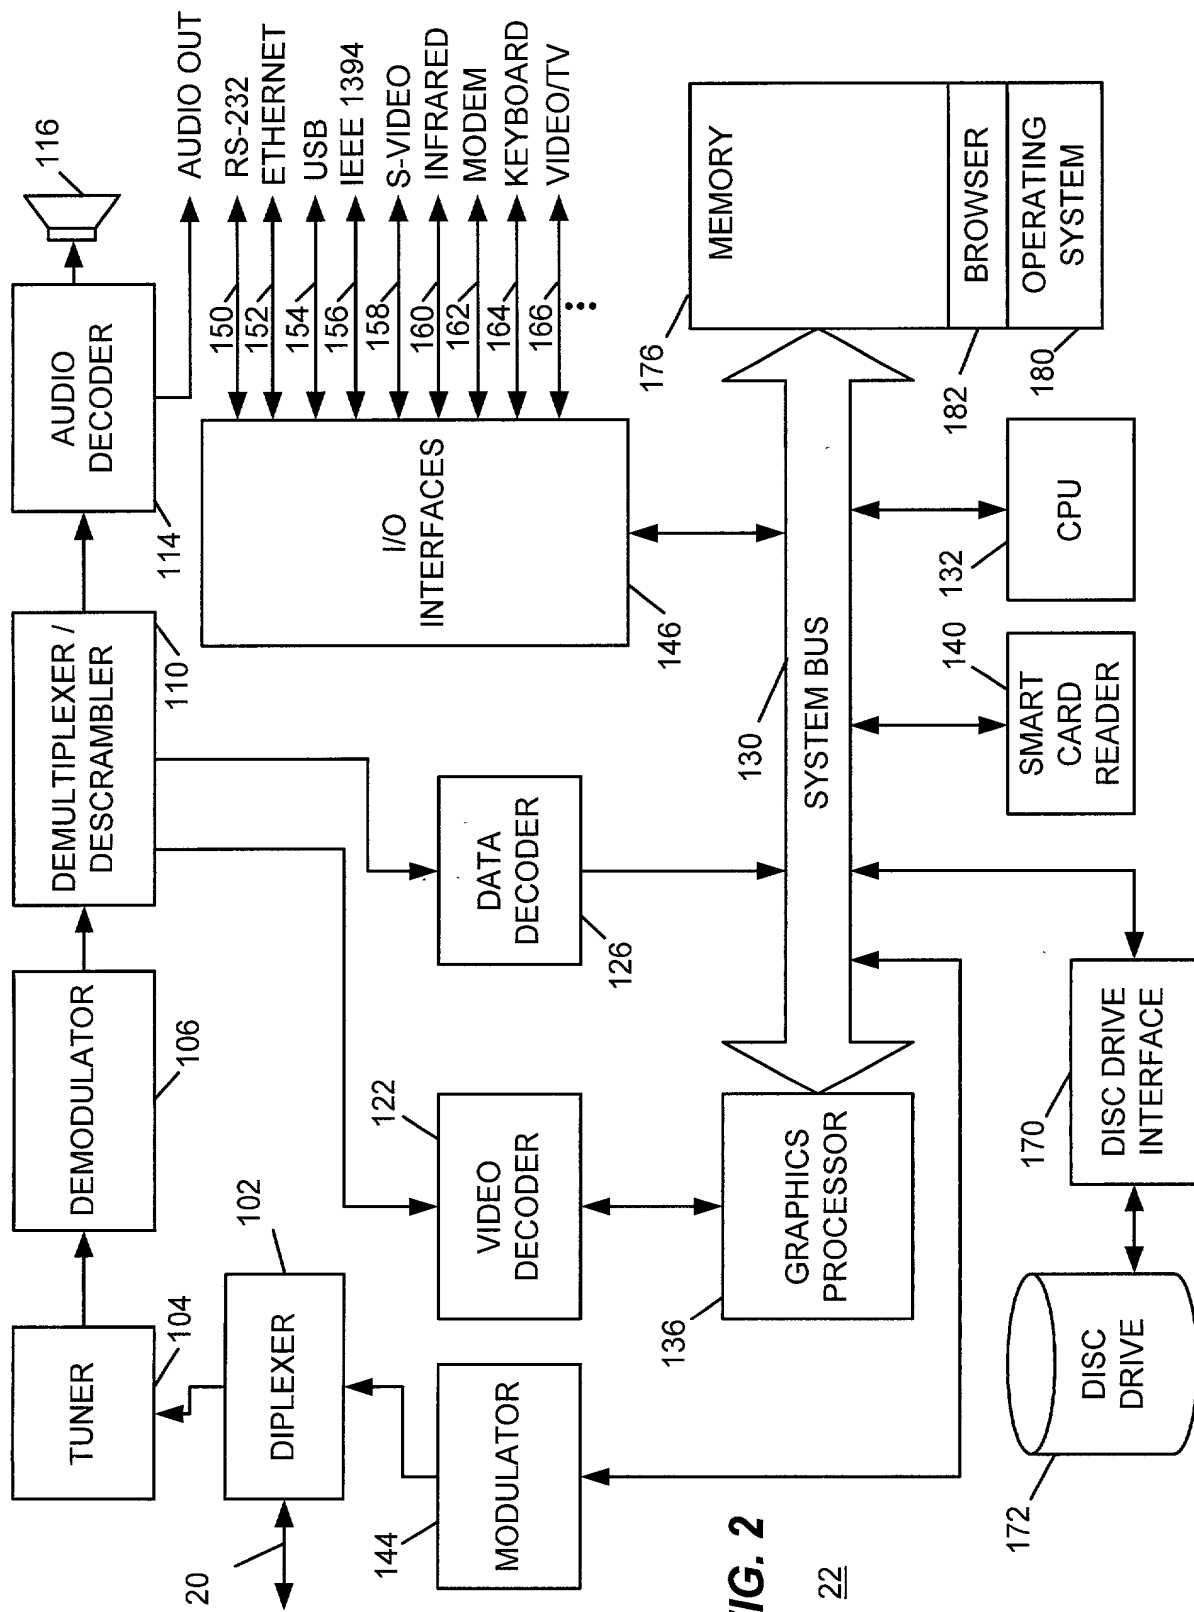 20
TUNER
104
DIPLEXER
102
MODULATOR
144
DEMODULATOR
106
DEMULTIPLEXER /
DESCRAMBLER
110
AUDIO
DECODER
114
116
AUDIO OUT
VIDEO
DECODER
122
DATA
DECODER
126
I/O
INTERFACES
146
150
RS-232
152
ETHERNET
154
USB
156
IEEE 1394
158
S-VIDEO
160
INFRARED
162
MODEM
164
KEYBOARD
166
VIDEO/TV
GRAPHICS
PROCESSOR
136
SYSTEM BUS
130
MEMORY
176
BROWSER
182
OPERATING
SYSTEM
180
DISC
DRIVE
172
DISC DRIVE
INTERFACE
170
SMART
CARD
READER
140
CPU
132
FIG. 2
22